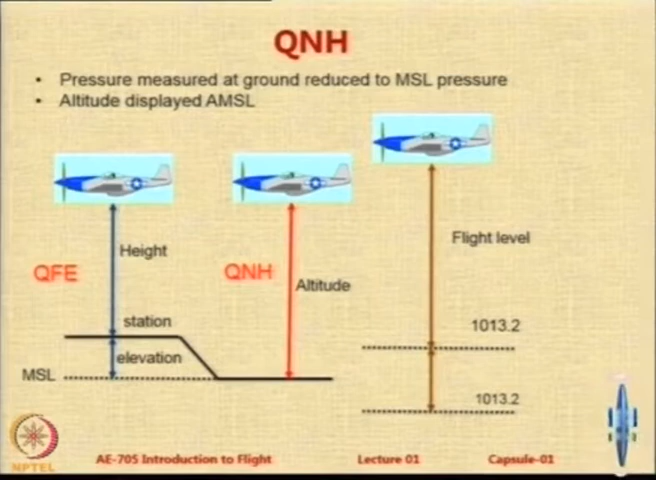 QNH
• Pressure measured at ground reduced to MSL pressure
• Altitude displayed AMSL
Height
Flight level
QFE
QNH
Altitude
station
1013.2
elevation
MSL
1013.2
NPTEL
AE-705 Introduction to Flight
Lecture 01
Capsule-01